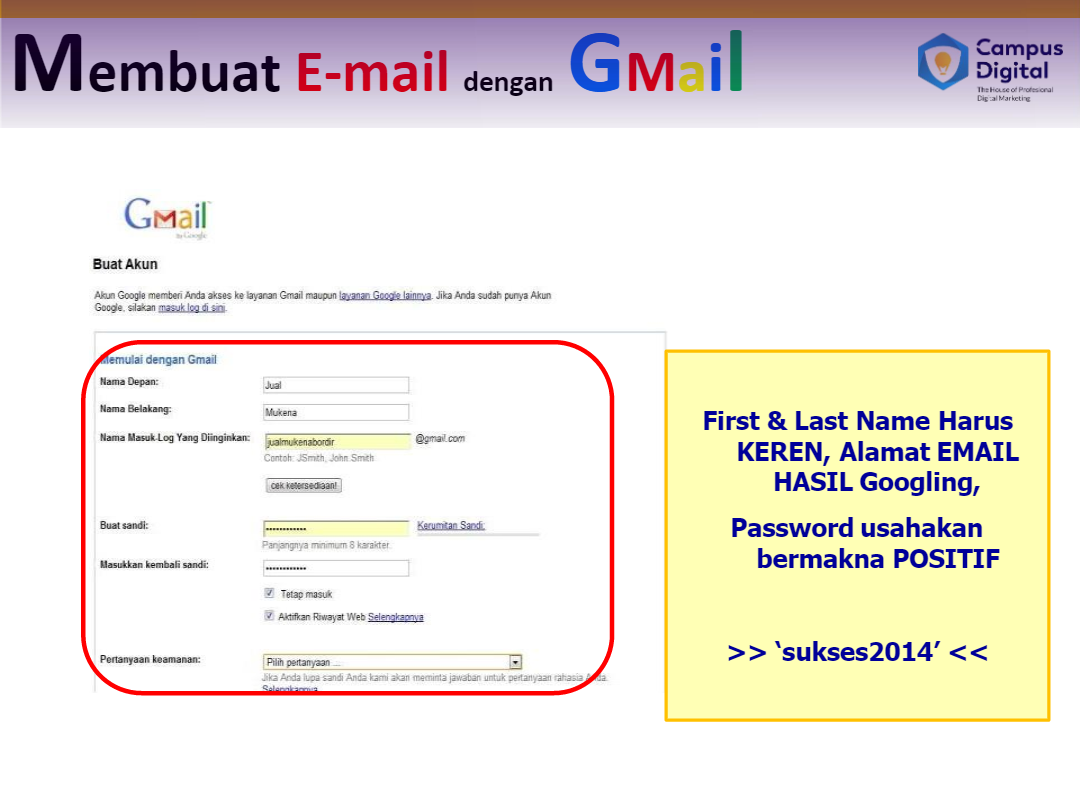 Membuat E-mail dengan GMail
Campus
Digital
The House of Profesional
Digital Marketing
Gmail
by Google
Buat Akun
Akun Google memberi Anda akses ke layanan Gmail maupun layanan Google lainnya. Jika Anda sudah punya Akun
Google, silakan masuk log di sini.
Memulai dengan Gmail
Nama Depan: Jual
Nama Belakang: Mukena
Nama Masuk-Log Yang Diinginkan: jualmukenabordir @gmail.com
Contoh: JSmith, John.Smith
cek ketersediaan!
Buat sandi: •••••••••••• Kerumitan Sandi:
Panjangnya minimum 8 karakter.
Masukkan kembali sandi: ••••••••••••
Tetap masuk
Aktifkan Riwayat Web Selengkapnya
Pertanyaan keamanan: Pilih pertanyaan ...
Jika Anda lupa sandi Anda kami akan meminta jawaban untuk pertanyaan rahasia Anda.
Selengkapnya
First & Last Name Harus
KEREN, Alamat EMAIL
HASIL Googling,
Password usahakan
bermakna POSITIF
>> ‘sukses2014’ <<